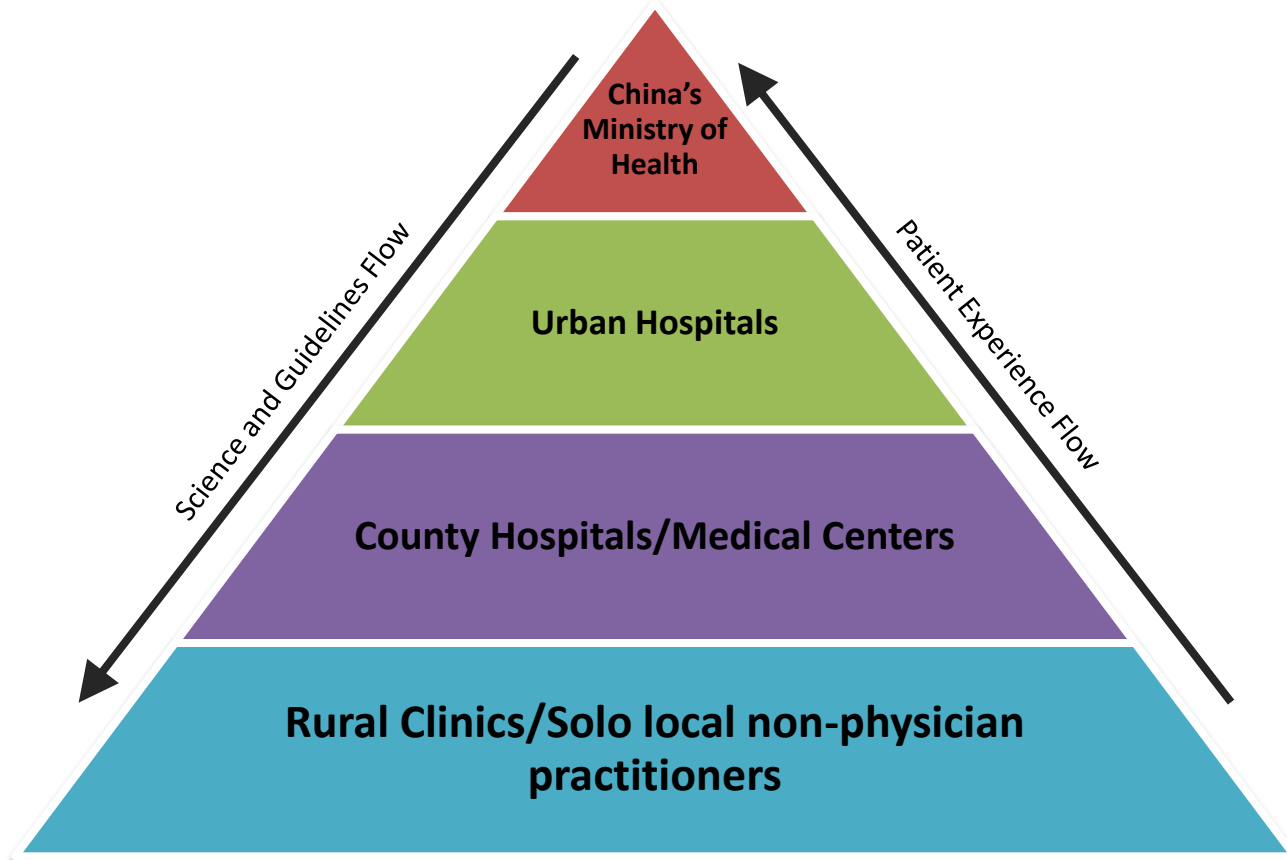 China’s
Ministry of
Health
Science and Guidelines Flow
Patient Experience Flow
Urban Hospitals
County Hospitals/Medical Centers
Rural Clinics/Solo local non-physician
practitioners